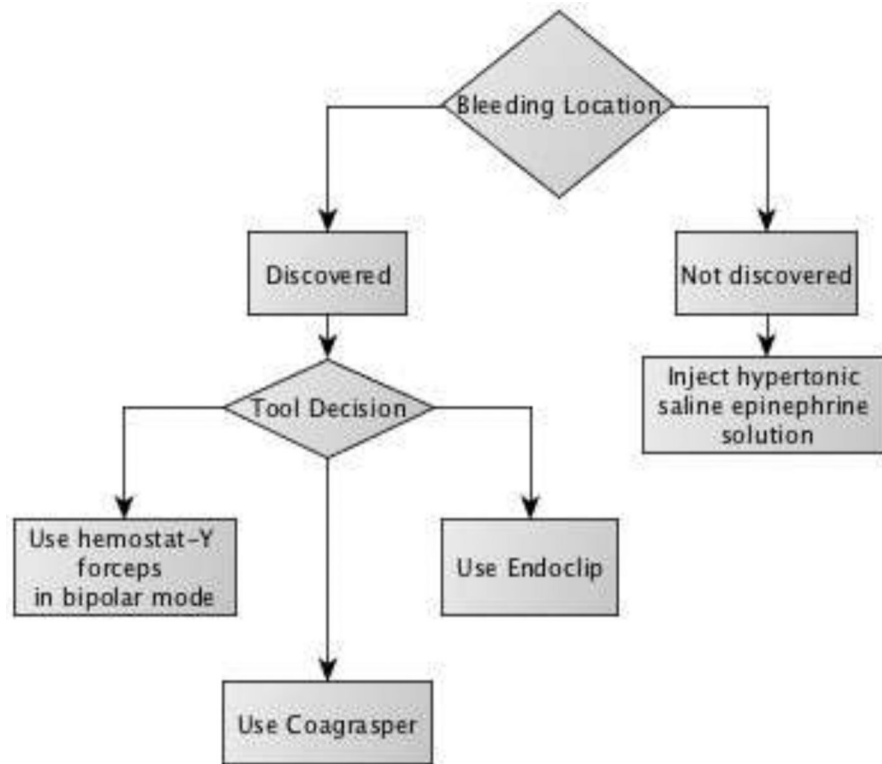 Bleeding Location
Discovered
Not discovered
Inject hypertonic
saline epinephrine
solution
Tool Decision
Use hemostat-Y
forceps
in bipolar mode
Use Endoclip
Use Coagrasper